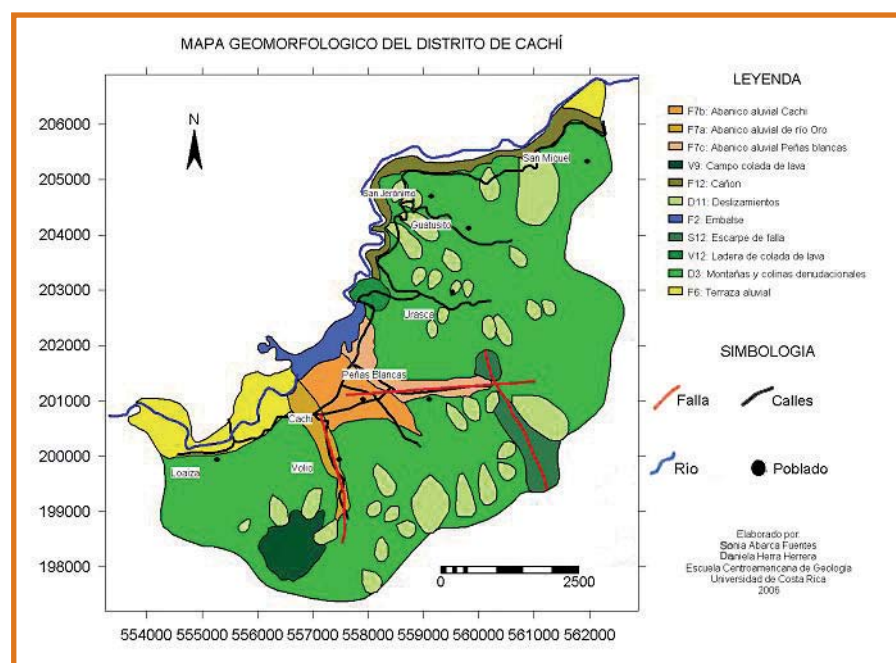 MAPA GEOMORFOLOGICO DEL DISTRITO DE CACHÍ
LEYENDA
F7b: Abanico aluvial Cachi
F7a: Abanico aluvial de río Oro
F7c: Abanico aluvial Peñas blancas
V9: Campo colada de lava
F12: Cañon
D11: Deslizamientos
F2: Embalse
S12: Escarpe de falla
V12: Ladera de colada de lava
D3: Montañas y colinas denudacionales
F6: Terraza aluvial
SIMBOLOGIA
Falla
Calles
Río
Poblado
Elaborado por:
Sonia Abarca Fuentes
Daniela Herra Herrera
Escuela Centroamericana de Geología
Universidad de Costa Rica
2006
N
San Miguel
San Jerónimo
Guatusito
Urasca
Peñas Blancas
Cachí
Volio
Loaiza
206000
205000
204000
203000
202000
201000
200000
199000
198000
0 2500
554000 555000 556000 557000 558000 559000 560000 561000 562000